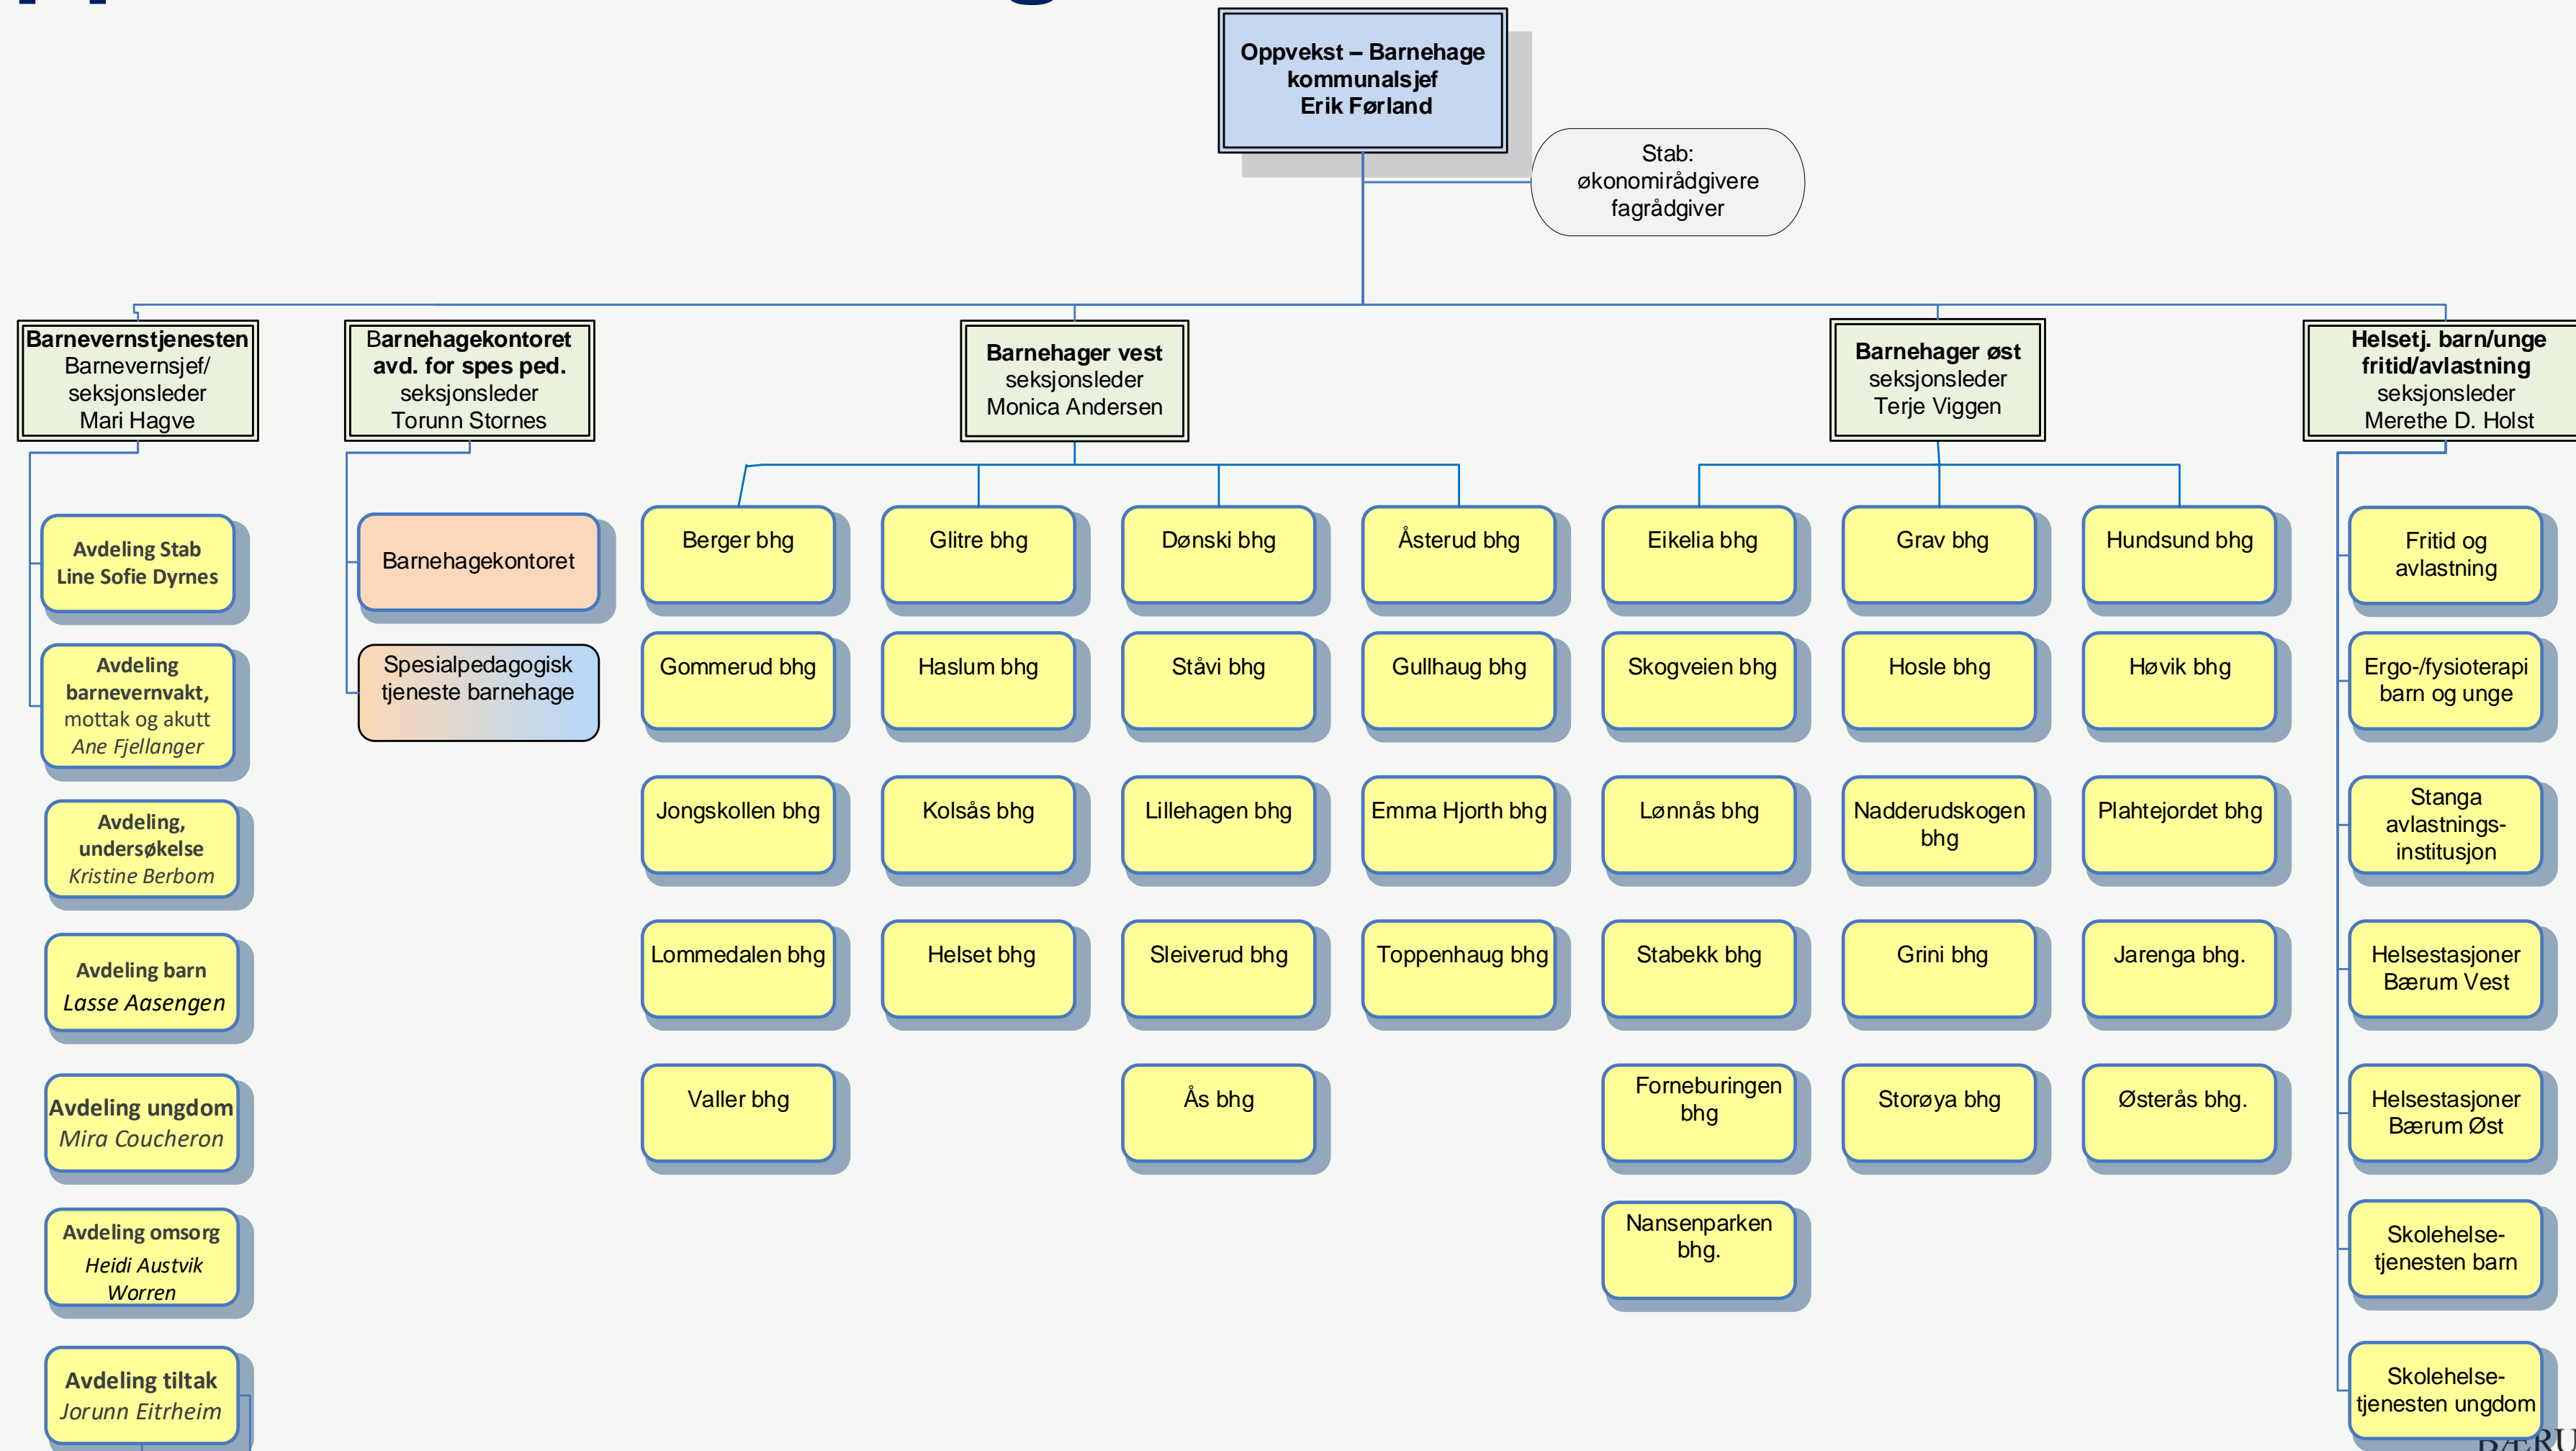 Oppvekst – Barnehage
kommunalsjef
Erik Førland
Stab:
økonomirådgivere
fagrådgiver
Barnevernstjenesten
Barnevernsjef/
seksjonsleder
Mari Hagve
Barnehagekontoret
avd. for spes ped.
seksjonsleder
Torunn Stornes
Barnehager vest
seksjonsleder
Monica Andersen
Barnehager øst
seksjonsleder
Terje Viggen
Helsetj. barn/unge
fritid/avlastning
seksjonsleder
Merethe D. Holst
Avdeling Stab
Line Sofie Dyrnes
Avdeling
barnevernvakt,
mottak og akutt
Ane Fjellanger
Avdeling,
undersøkelse
Kristine Berbom
Avdeling barn
Lasse Aasengen
Avdeling ungdom
Mira Coucheron
Avdeling omsorg
Heidi Austvik
Worren
Avdeling tiltak
Jorunn Eitrheim
Barnehagekontoret
Spesialpedagogisk
tjeneste barnehage
Berger bhg
Gommerud bhg
Jongskollen bhg
Lommedalen bhg
Valler bhg
Glitre bhg
Haslum bhg
Kolsås bhg
Helset bhg
Dønski bhg
Ståvi bhg
Lillehagen bhg
Sleiverud bhg
Ås bhg
Åsterud bhg
Gullhaug bhg
Emma Hjorth bhg
Toppenhaug bhg
Eikelia bhg
Skogveien bhg
Lønnås bhg
Stabekk bhg
Forneburingen
bhg
Nansenparken
bhg.
Grav bhg
Hosle bhg
Nadderudskogen
bhg
Grini bhg
Storøya bhg
Hundsund bhg
Høvik bhg
Plahtejordet bhg
Jarenga bhg.
Østerås bhg.
Fritid og
avlastning
Ergo-/fysioterapi
barn og unge
Stanga
avlastnings-
institusjon
Helsestasjoner
Bærum Vest
Helsestasjoner
Bærum Øst
Skolehelse-
tjenesten barn
Skolehelse-
tjenesten ungdom